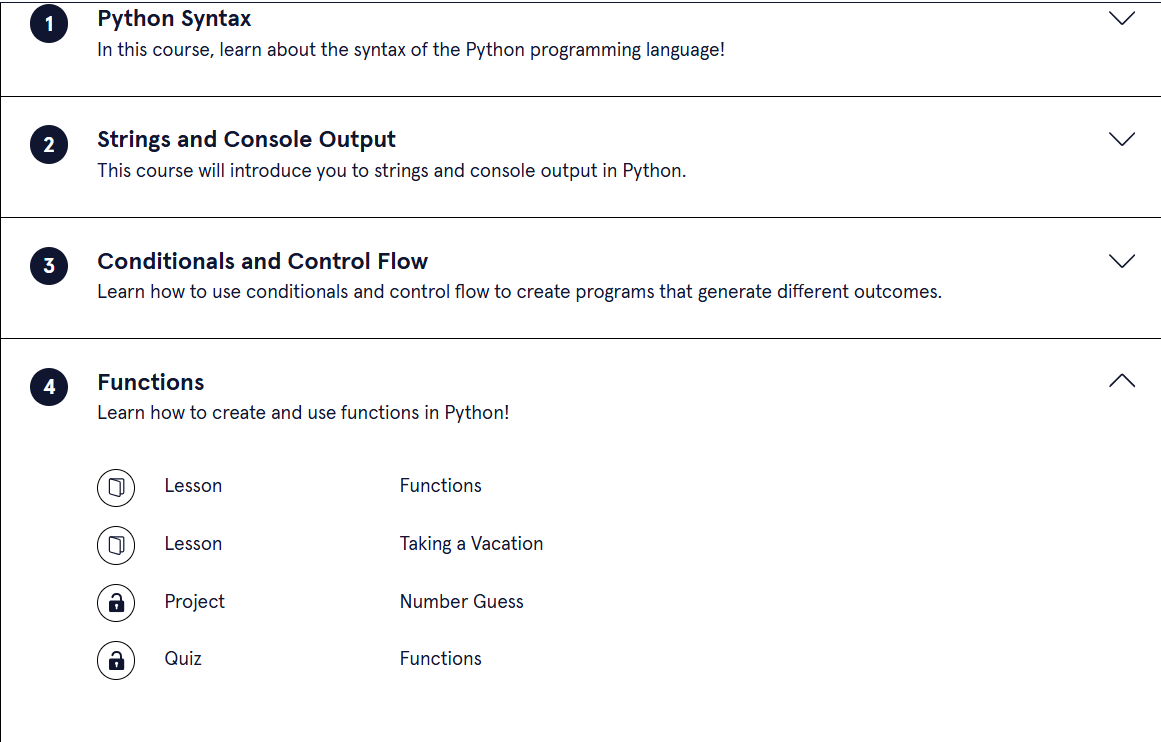 1 Python Syntax
In this course, learn about the syntax of the Python programming language!
2 Strings and Console Output
This course will introduce you to strings and console output in Python.
3 Conditionals and Control Flow
Learn how to use conditionals and control flow to create programs that generate different outcomes.
4 Functions
Learn how to create and use functions in Python!
Lesson Functions
Lesson Taking a Vacation
Project Number Guess
Quiz Functions